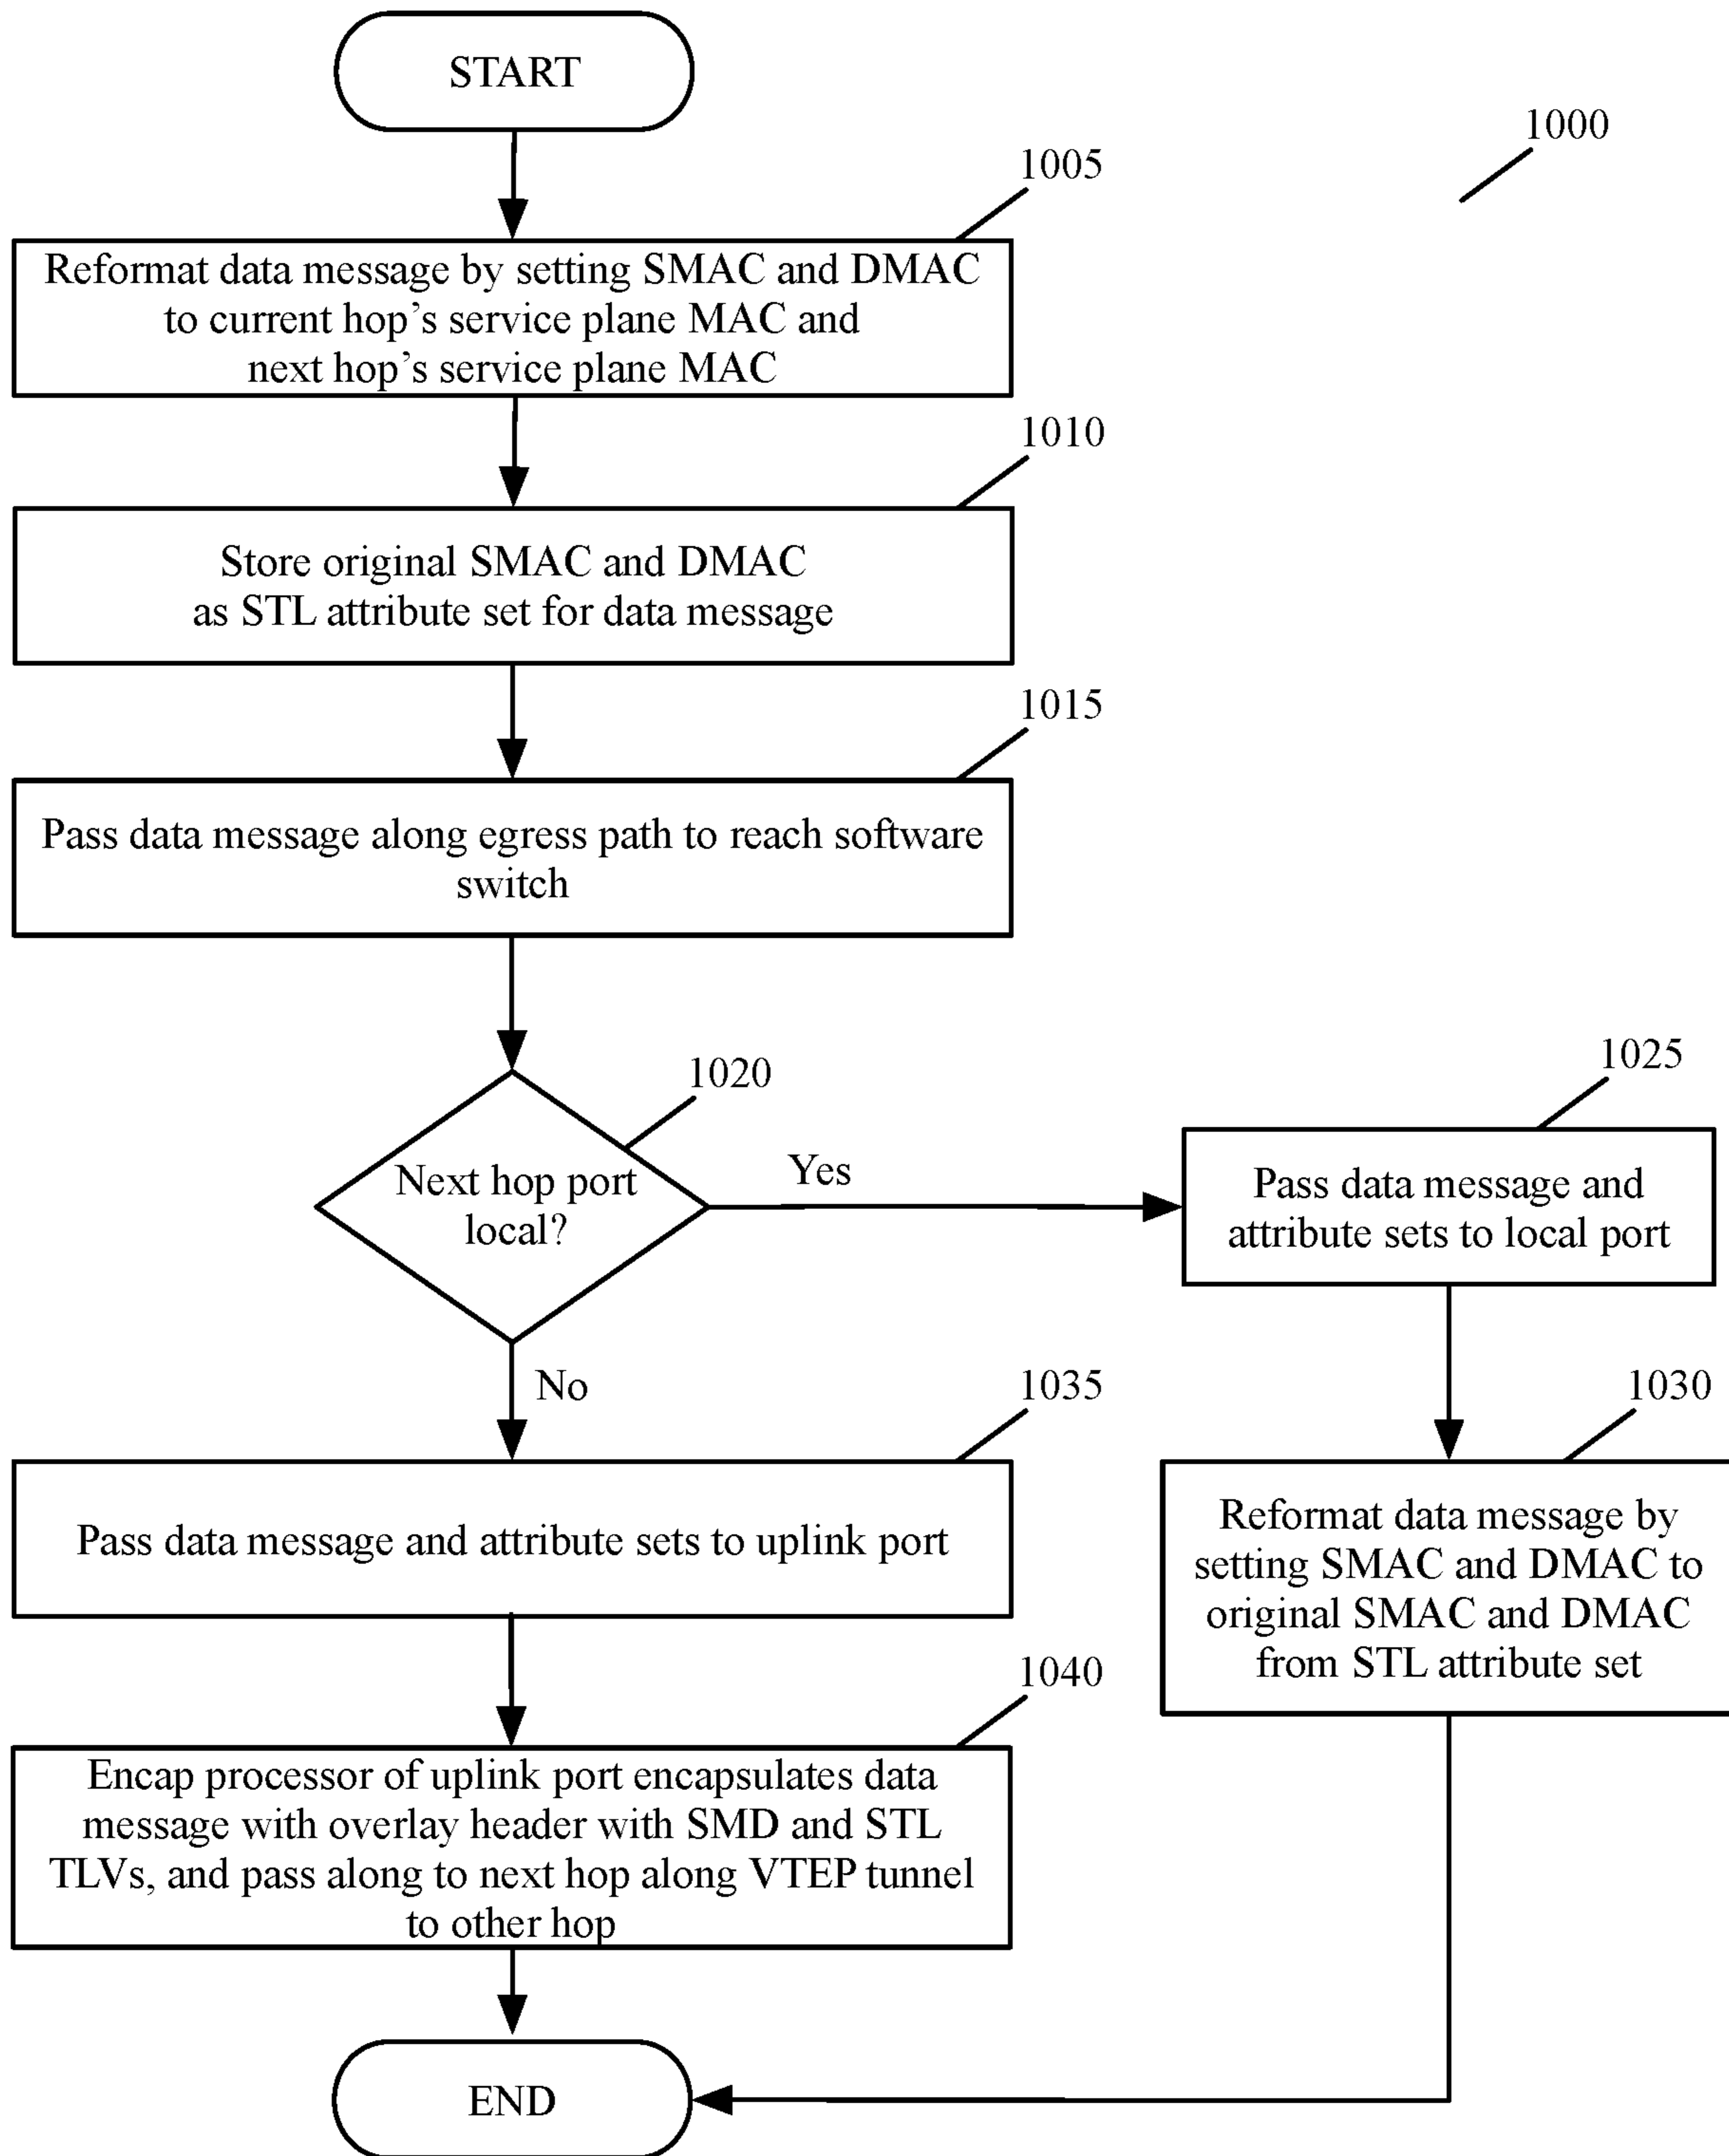 START
1000
1005
Reformat data message by setting SMAC and DMAC
to current hop’s service plane MAC and
next hop’s service plane MAC
1010
Store original SMAC and DMAC
as STL attribute set for data message
1015
Pass data message along egress path to reach software
switch
1020
Next hop port
local?
Yes
1025
Pass data message and
attribute sets to local port
No
1035
Pass data message and attribute sets to uplink port
1030
Reformat data message by
setting SMAC and DMAC to
original SMAC and DMAC
from STL attribute set
1040
Encap processor of uplink port encapsulates data
message with overlay header with SMD and STL
TLVs, and pass along to next hop along VTEP tunnel
to other hop
END